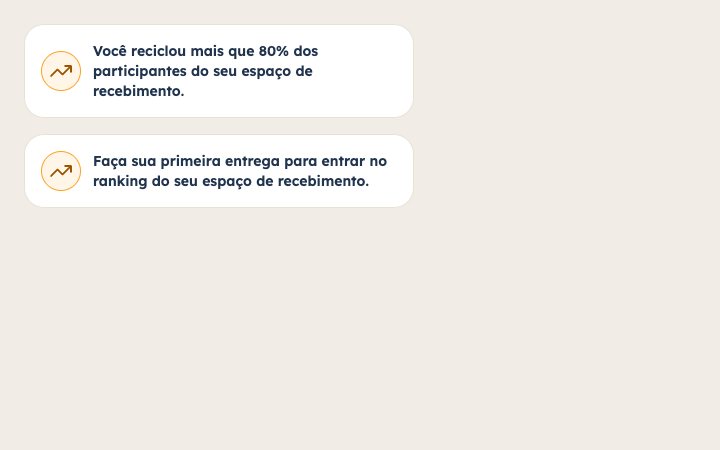 Você reciclou mais que 80% dos
participantes do seu espaço de
recebimento.
Faça sua primeira entrega para entrar no
ranking do seu espaço de recebimento.